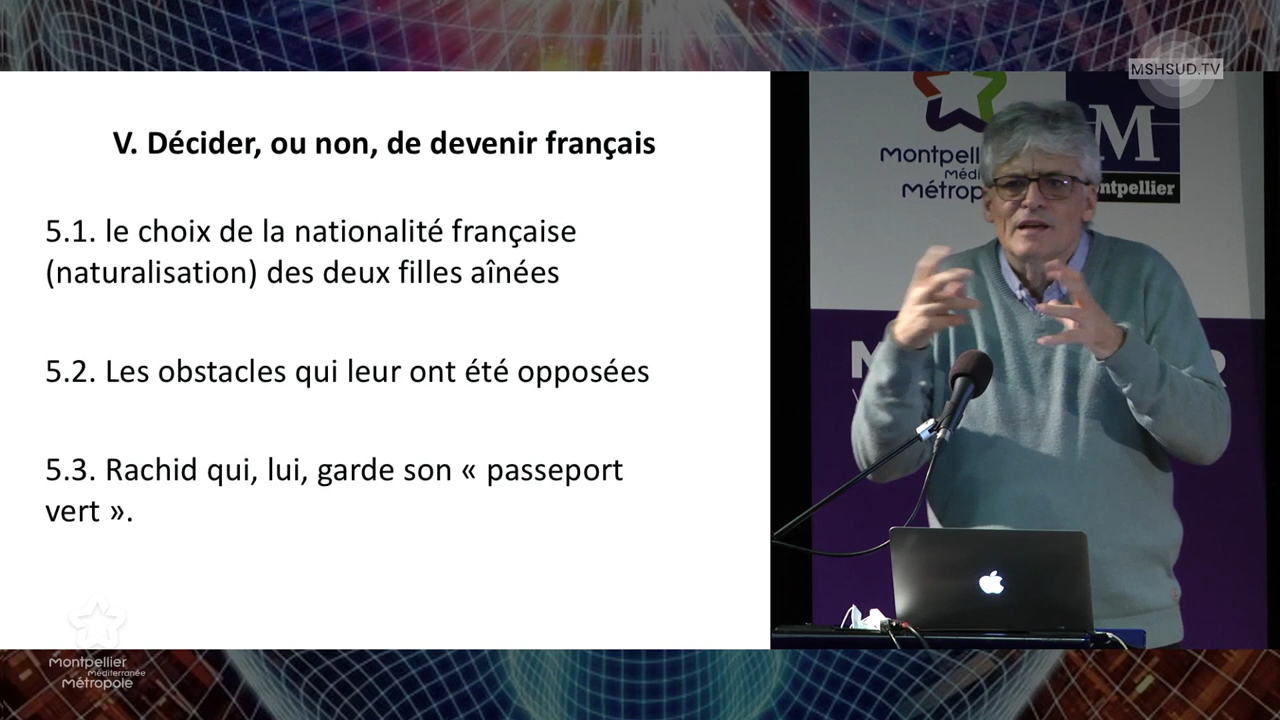 MSHSUD.TV
V. Décider, ou non, de devenir français
5.1. le choix de la nationalité française
(naturalisation) des deux filles aînées
5.2. Les obstacles qui leur ont été opposées
5.3. Rachid qui, lui, garde son « passeport
vert ».
M
Montpellier
Métropole
Montpellier
méditerranée
Métropole